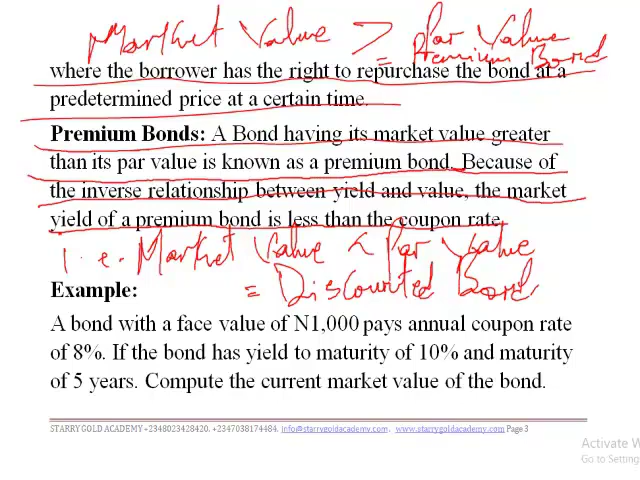 Market Value > Par Value
= Premium Bond
where the borrower has the right to repurchase the bond at a
predetermined price at a certain time.
Premium Bonds: A Bond having its market value greater
than its par value is known as a premium bond. Because of
the inverse relationship between yield and value, the market
yield of a premium bond is less than the coupon rate.
i.e. Market Value < Par Value
= Discounted Bond
Example:
A bond with a face value of N1,000 pays annual coupon rate
of 8%. If the bond has yield to maturity of 10% and maturity
of 5 years. Compute the current market value of the bond.
STARRY GOLD ACADEMY +2348023428420, +2347038174484, info@starrygoldacademy.com, www.starrygoldacademy.com Page 3
Activate W
Go to Setting